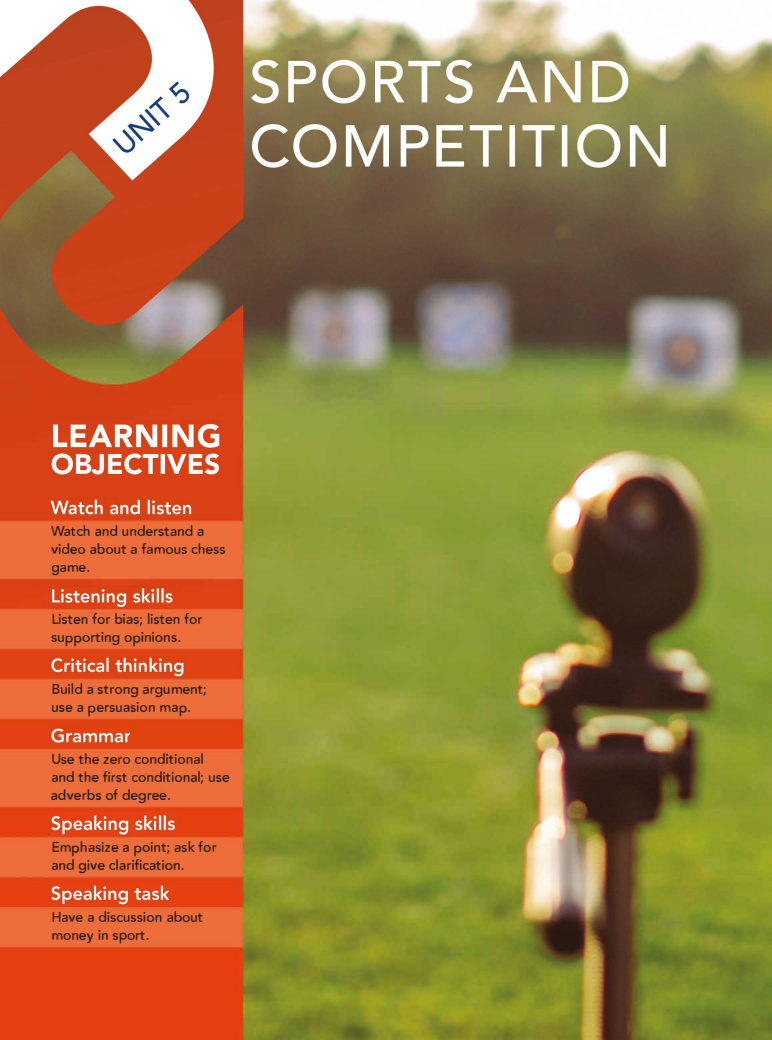 UNIT 5
SPORTS AND
COMPETITION
LEARNING
OBJECTIVES
Watch and listen
Watch and understand a
video about a famous chess
game.
Listening skills
Listen for bias; listen for
supporting opinions.
Critical thinking
Build a strong argument;
use a persuasion map.
Grammar
Use the zero conditional
and the first conditional; use
adverbs of degree.
Speaking skills
Emphasize a point; ask for
and give clarification.
Speaking task
Have a discussion about
money in sport.